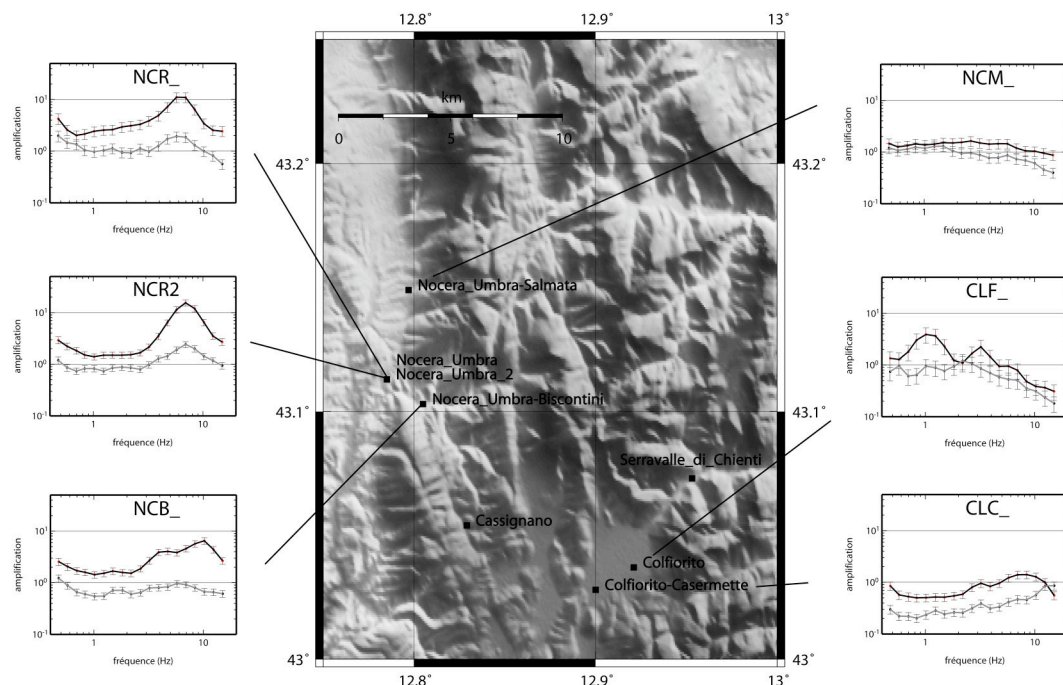 12.8˚
12.9˚
13˚
NCR_
amplification
10¹
10⁰
10⁻¹
1
10
fréquence (Hz)
NCR2
amplification
10¹
10⁰
10⁻¹
1
10
fréquence (Hz)
NCB_
amplification
10¹
10⁰
10⁻¹
1
10
fréquence (Hz)
km
0
5
10
43.2˚
43.2˚
Nocera_Umbra-Salmata
Nocera_Umbra
Nocera_Umbra_2
Nocera_Umbra-Biscontini
43.1˚
43.1˚
Serravalle_di_Chienti
Cassignano
Colfiorito
Colfiorito-Casermette
43˚
43˚
12.8˚
12.9˚
13˚
NCM_
amplification
10¹
10⁰
10⁻¹
1
10
fréquence (Hz)
CLF_
amplification
10¹
10⁰
10⁻¹
1
10
fréquence (Hz)
CLC_
amplification
10¹
10⁰
10⁻¹
1
10
fréquence (Hz)